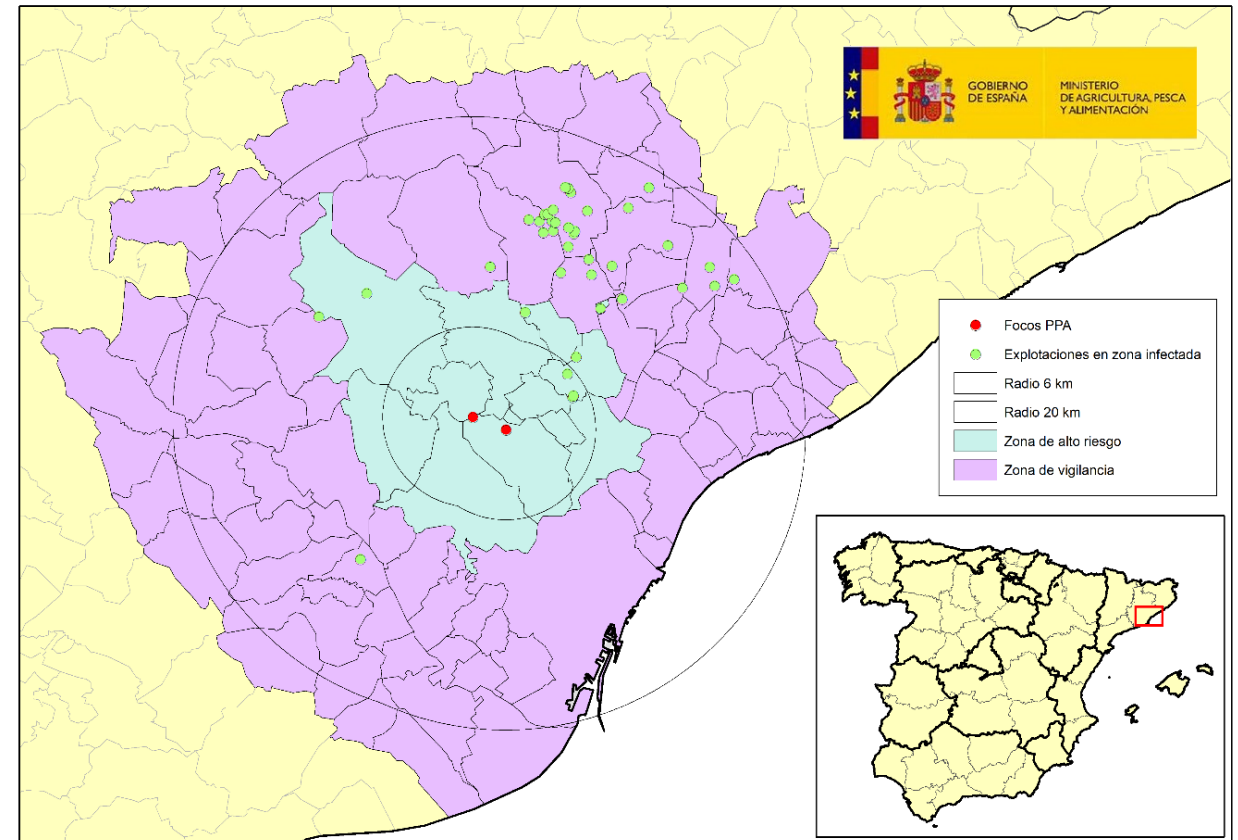 GOBIERNO
DE ESPAÑA
MINISTERIO
DE AGRICULTURA, PESCA
Y ALIMENTACIÓN
Focos PPA
Explotaciones en zona infectada
Radio 6 km
Radio 20 km
Zona de alto riesgo
Zona de vigilancia